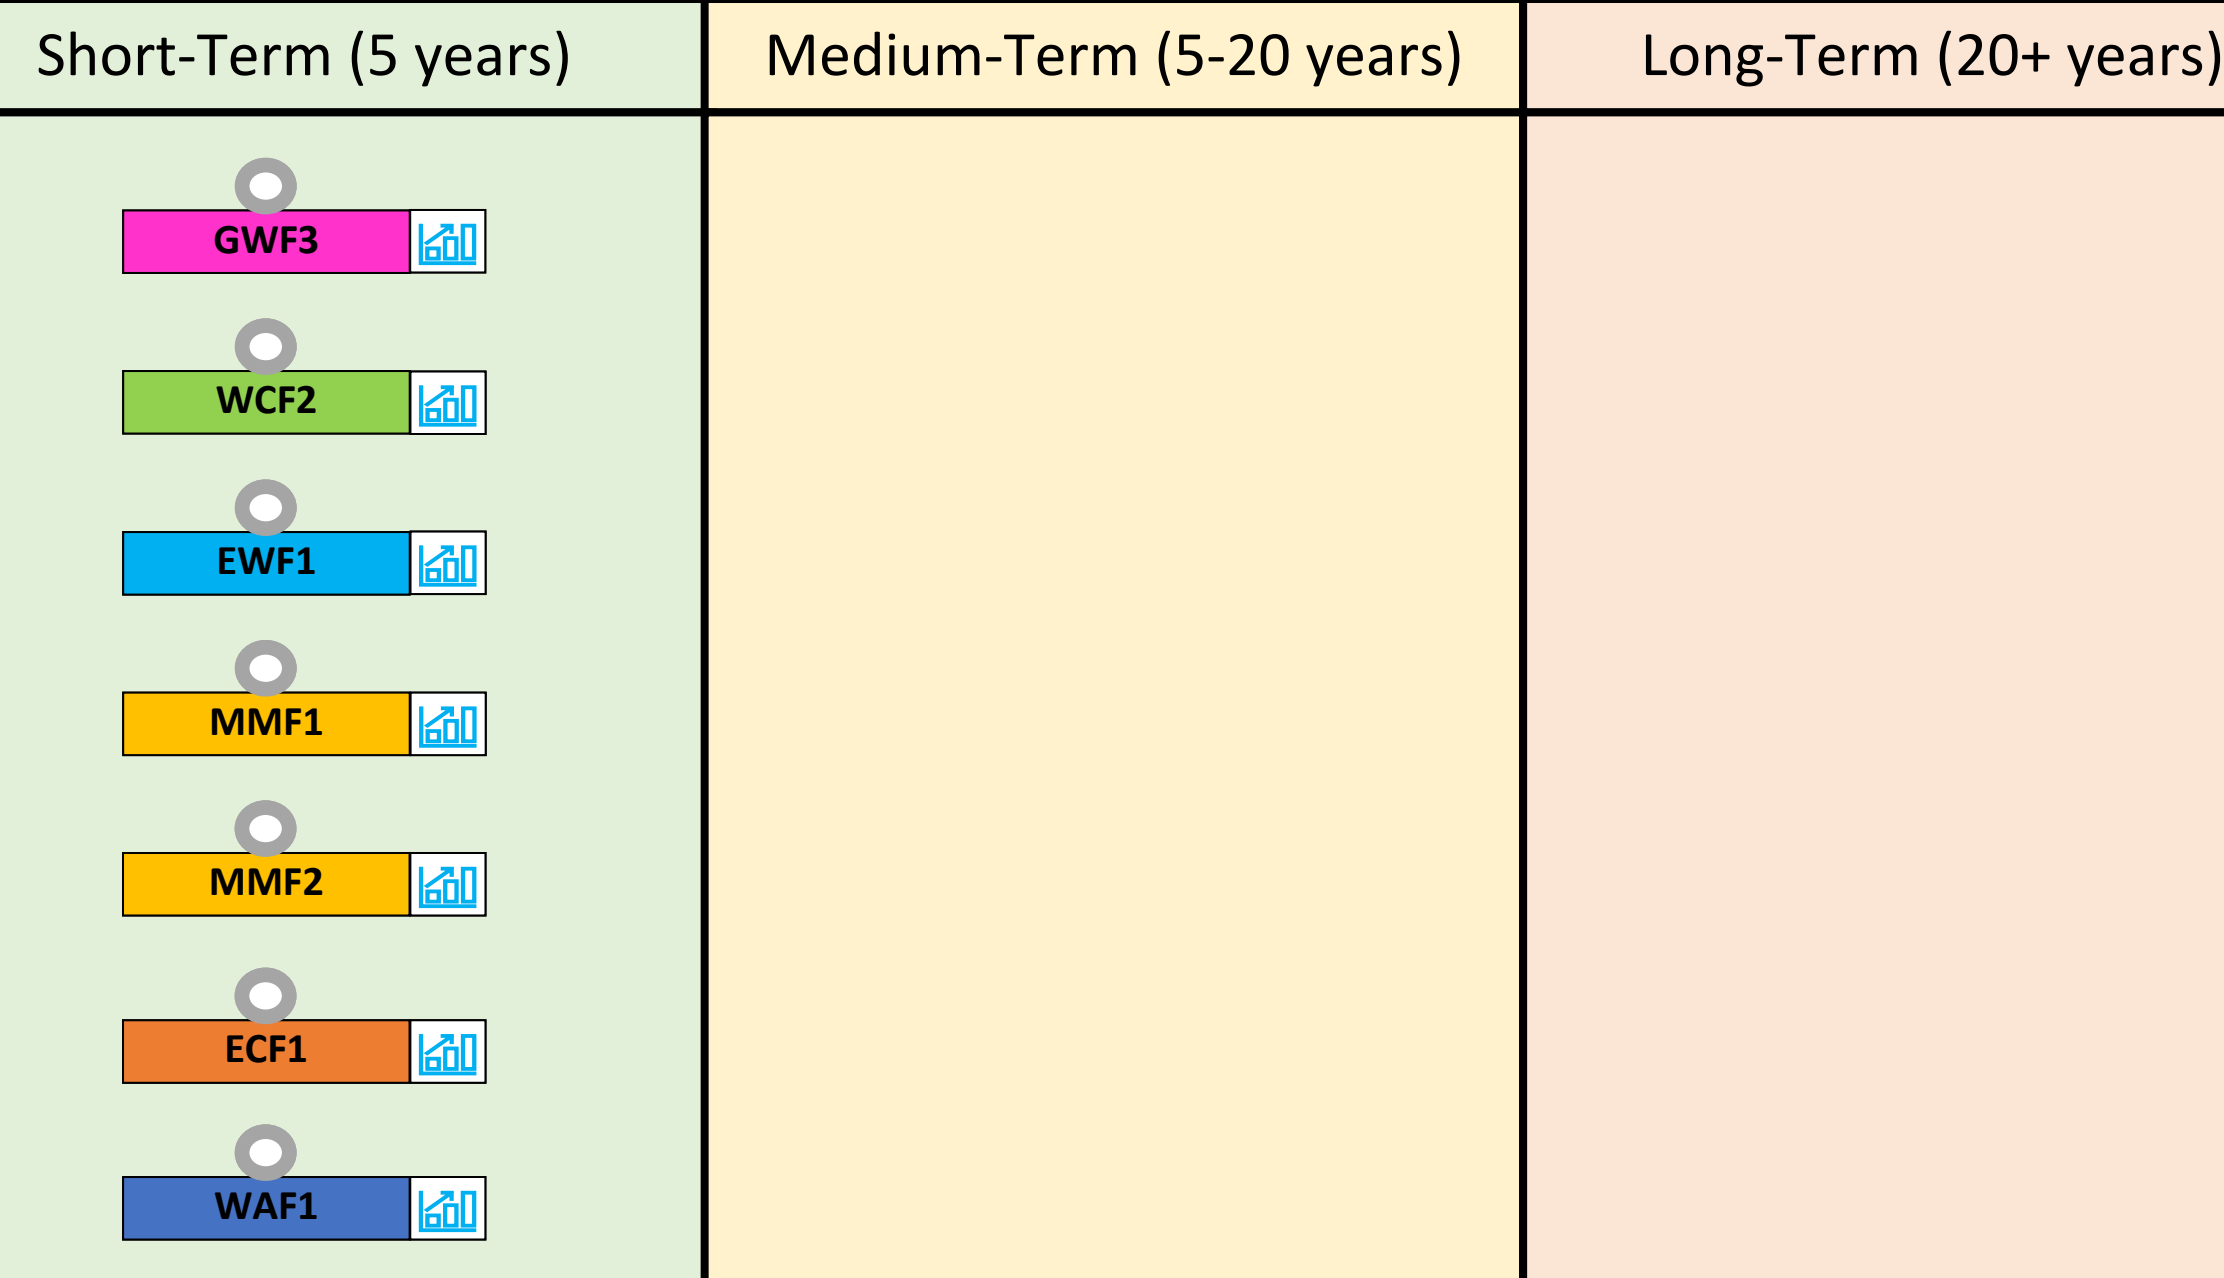 Short-Term (5 years)
Medium-Term (5-20 years)
Long-Term (20+ years)
GWF3
WCF2
EWF1
MMF1
MMF2
ECF1
WAF1